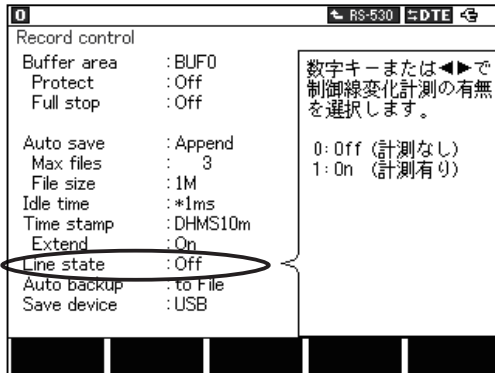 0
RS-530 DTE
Record control
Buffer area :BUF0
Protect :Off
Full stop :Off
Auto save :Append
Max files : 3
File size :1M
Idle time :*1ms
Time stamp :DHMS10m
Extend :On
Line state :Off
Auto backup :to File
Save device :USB
数字キーまたは◀▶で
制御線変化計測の有無
を選択します。
0:Off (計測なし)
1:On (計測有り)